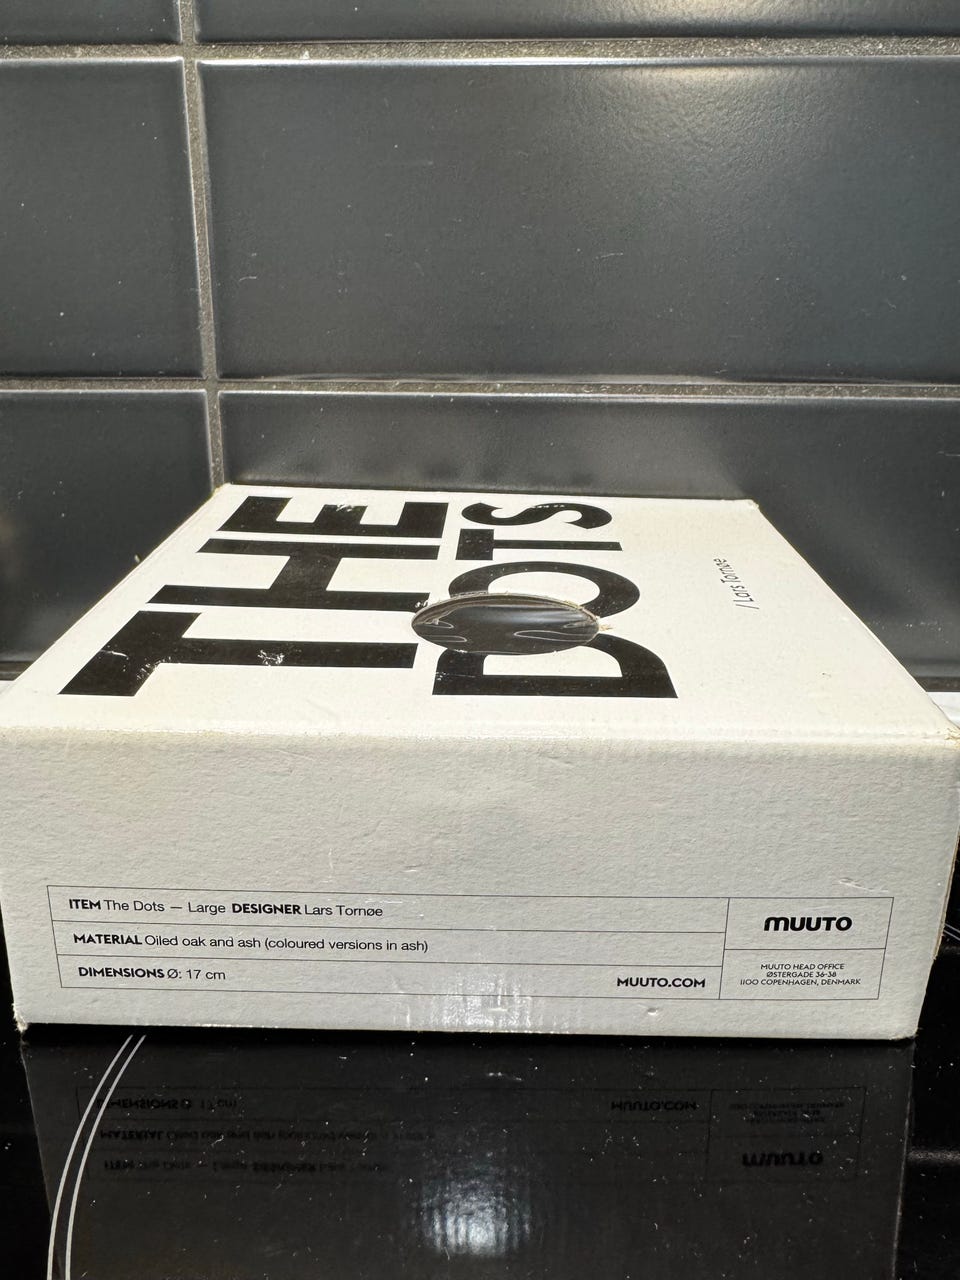 THE
DOTS
/ Lars Tornøe
ITEM The Dots — Large DESIGNER Lars Tornøe
MATERIAL Oiled oak and ash (coloured versions in ash)
DIMENSIONS Ø: 17 cm
MUUTO.COM
MUUTO
MUUTO HEAD OFFICE
ØSTERGADE 36-38
1100 COPENHAGEN, DENMARK